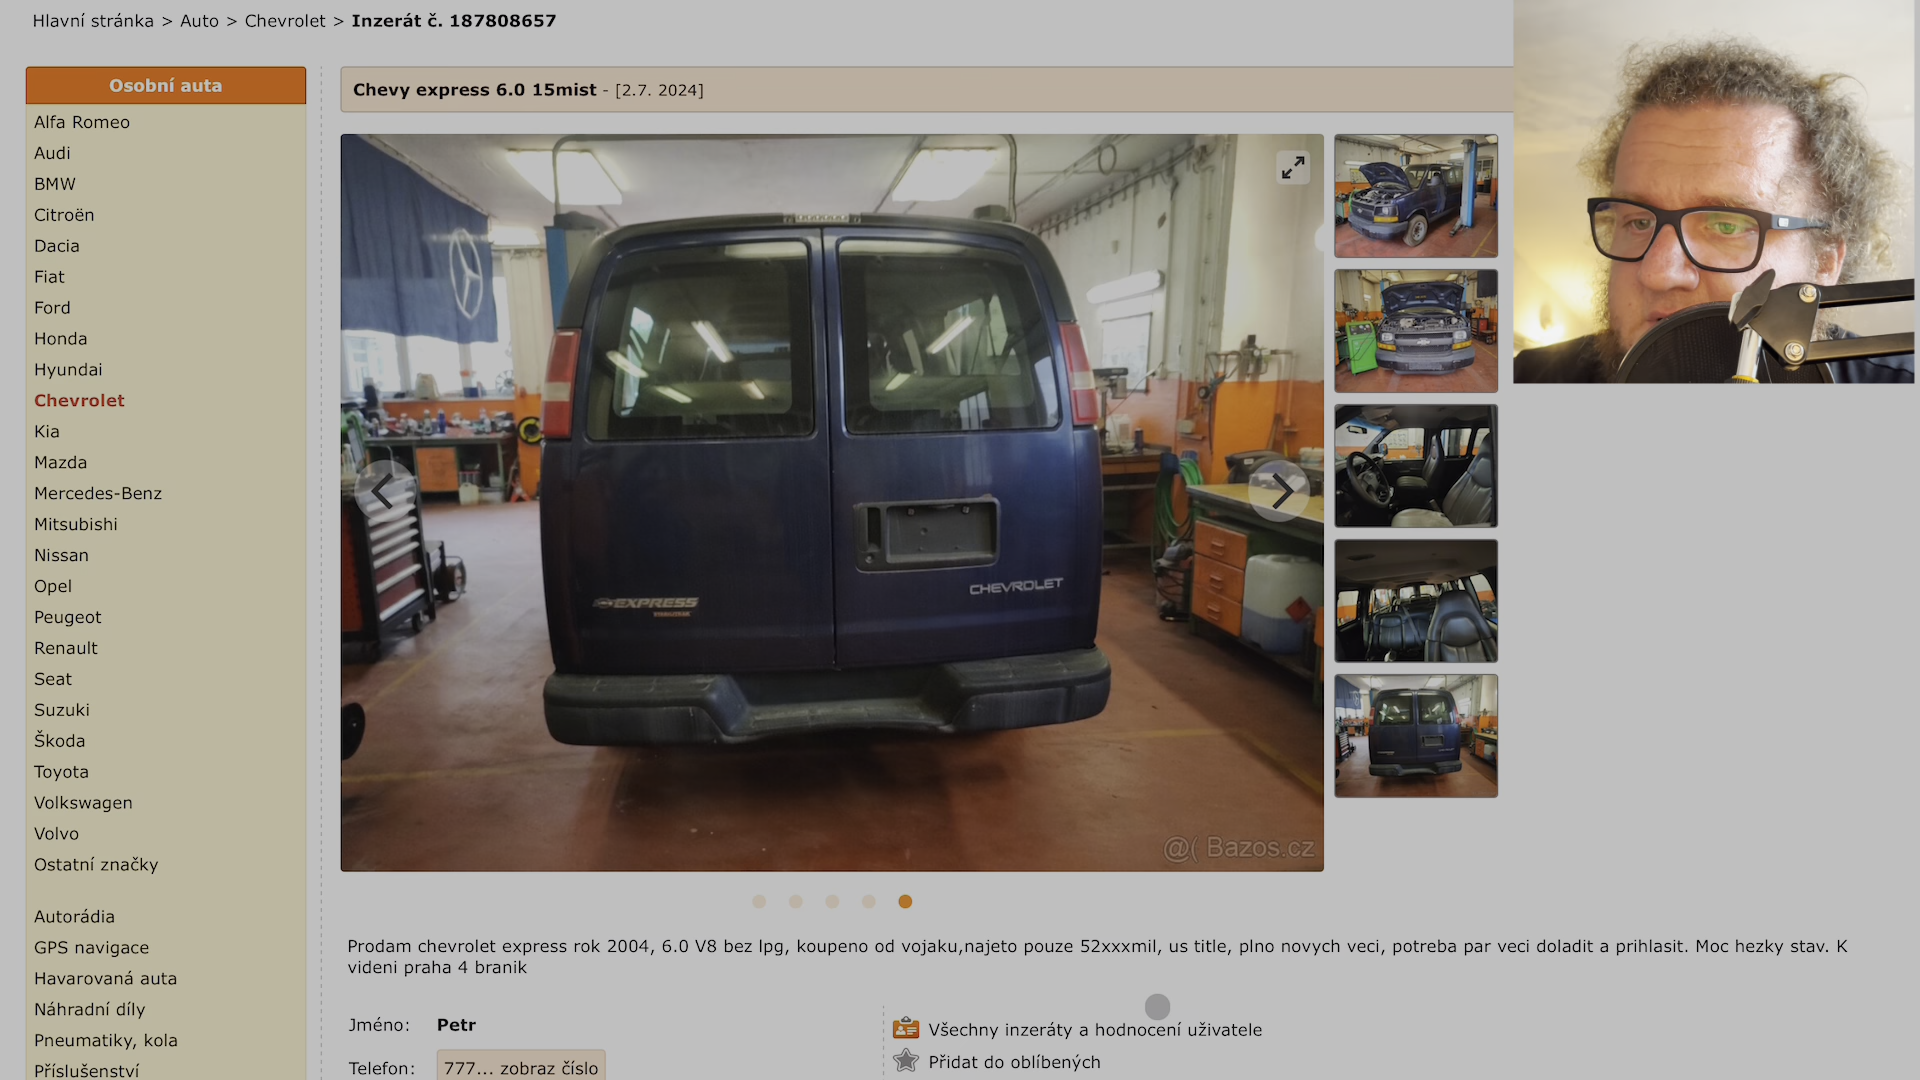 Hlavní stránka > Auto > Chevrolet > Inzerát č. 187808657
Osobní auta
Alfa Romeo
Audi
BMW
Citroën
Dacia
Fiat
Ford
Honda
Hyundai
Chevrolet
Kia
Mazda
Mercedes-Benz
Mitsubishi
Nissan
Opel
Peugeot
Renault
Seat
Suzuki
Škoda
Toyota
Volkswagen
Volvo
Ostatní značky
Autorádia
GPS navigace
Havarovaná auta
Náhradní díly
Pneumatiky, kola
Příslušenství
Chevy express 6.0 15mist - [2.7. 2024]
EXPRESS
CHEVROLET
@( Bazos.cz
Prodam chevrolet express rok 2004, 6.0 V8 bez lpg, koupeno od vojaku,najeto pouze 52xxxmil, us title, plno novych veci, potreba par veci doladit a prihlasit. Moc hezky stav. K
videni praha 4 branik
Jméno: Petr
Telefon: 777... zobraz číslo
Všechny inzeráty a hodnocení uživatele
Přidat do oblíbených